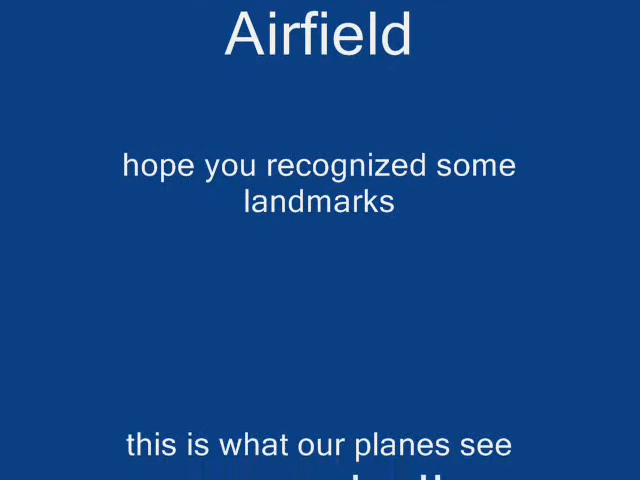 Airfield
hope you recognized some
landmarks
this is what our planes see